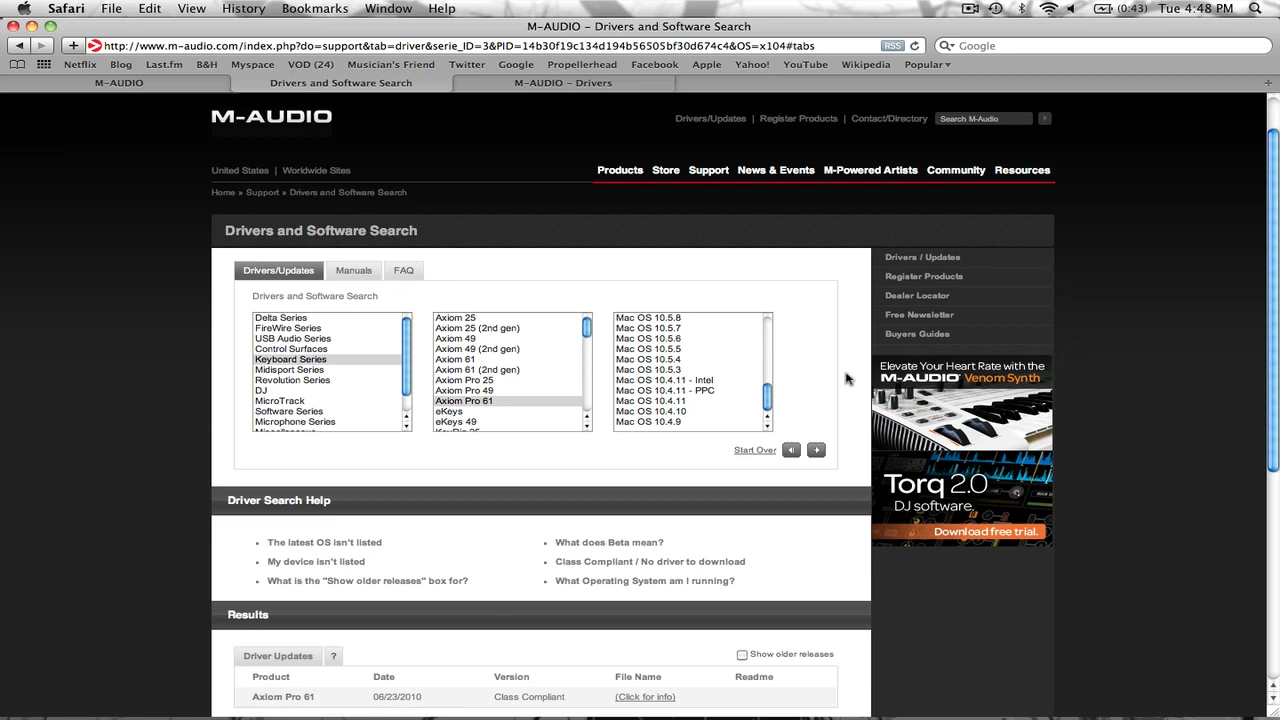 Safari File Edit View History Bookmarks Window Help (0:43) Tue 4:48 PM
M-AUDIO – Drivers and Software Search
http://www.m-audio.com/index.php?do=support&tab=driver&serie_ID=3&PID=14b30f19c134d194b56505bf30d674c4&OS=x104#tabs RSS Google
Netflix Blog Last.fm B&H Myspace VOD (24) Musician's Friend Twitter Google Propellerhead Facebook Apple Yahoo! YouTube Wikipedia Popular
M-AUDIO Drivers and Software Search M-AUDIO – Drivers
M-AUDIO
Drivers/Updates | Register Products | Contact/Directory Search M-Audio
United States | Worldwide Sites Products Store Support News & Events M-Powered Artists Community Resources
Home » Support » Drivers and Software Search
Drivers and Software Search
Drivers/Updates Manuals FAQ
Drivers and Software Search
Delta Series
FireWire Series
USB Audio Series
Control Surfaces
Keyboard Series
Midisport Series
Revolution Series
DJ
MicroTrack
Software Series
Microphone Series
Miscellaneous
Axiom 25
Axiom 25 (2nd gen)
Axiom 49
Axiom 49 (2nd gen)
Axiom 61
Axiom 61 (2nd gen)
Axiom Pro 25
Axiom Pro 49
Axiom Pro 61
eKeys
eKeys 49
KeyRig 25
Mac OS 10.5.8
Mac OS 10.5.7
Mac OS 10.5.6
Mac OS 10.5.5
Mac OS 10.5.4
Mac OS 10.5.3
Mac OS 10.4.11 - Intel
Mac OS 10.4.11 - PPC
Mac OS 10.4.11
Mac OS 10.4.10
Mac OS 10.4.9
Start Over
Drivers / Updates
Register Products
Dealer Locator
Free Newsletter
Buyers Guides
Elevate Your Heart Rate with the
M-AUDIO Venom Synth
Torq 2.0
DJ software.
Download free trial.
Driver Search Help
The latest OS isn't listed
My device isn't listed
What is the "Show older releases" box for?
What does Beta mean?
Class Compliant / No driver to download
What Operating System am I running?
Results
Driver Updates ? Show older releases
Product Date Version File Name Readme
Axiom Pro 61 06/23/2010 Class Compliant (Click for info)